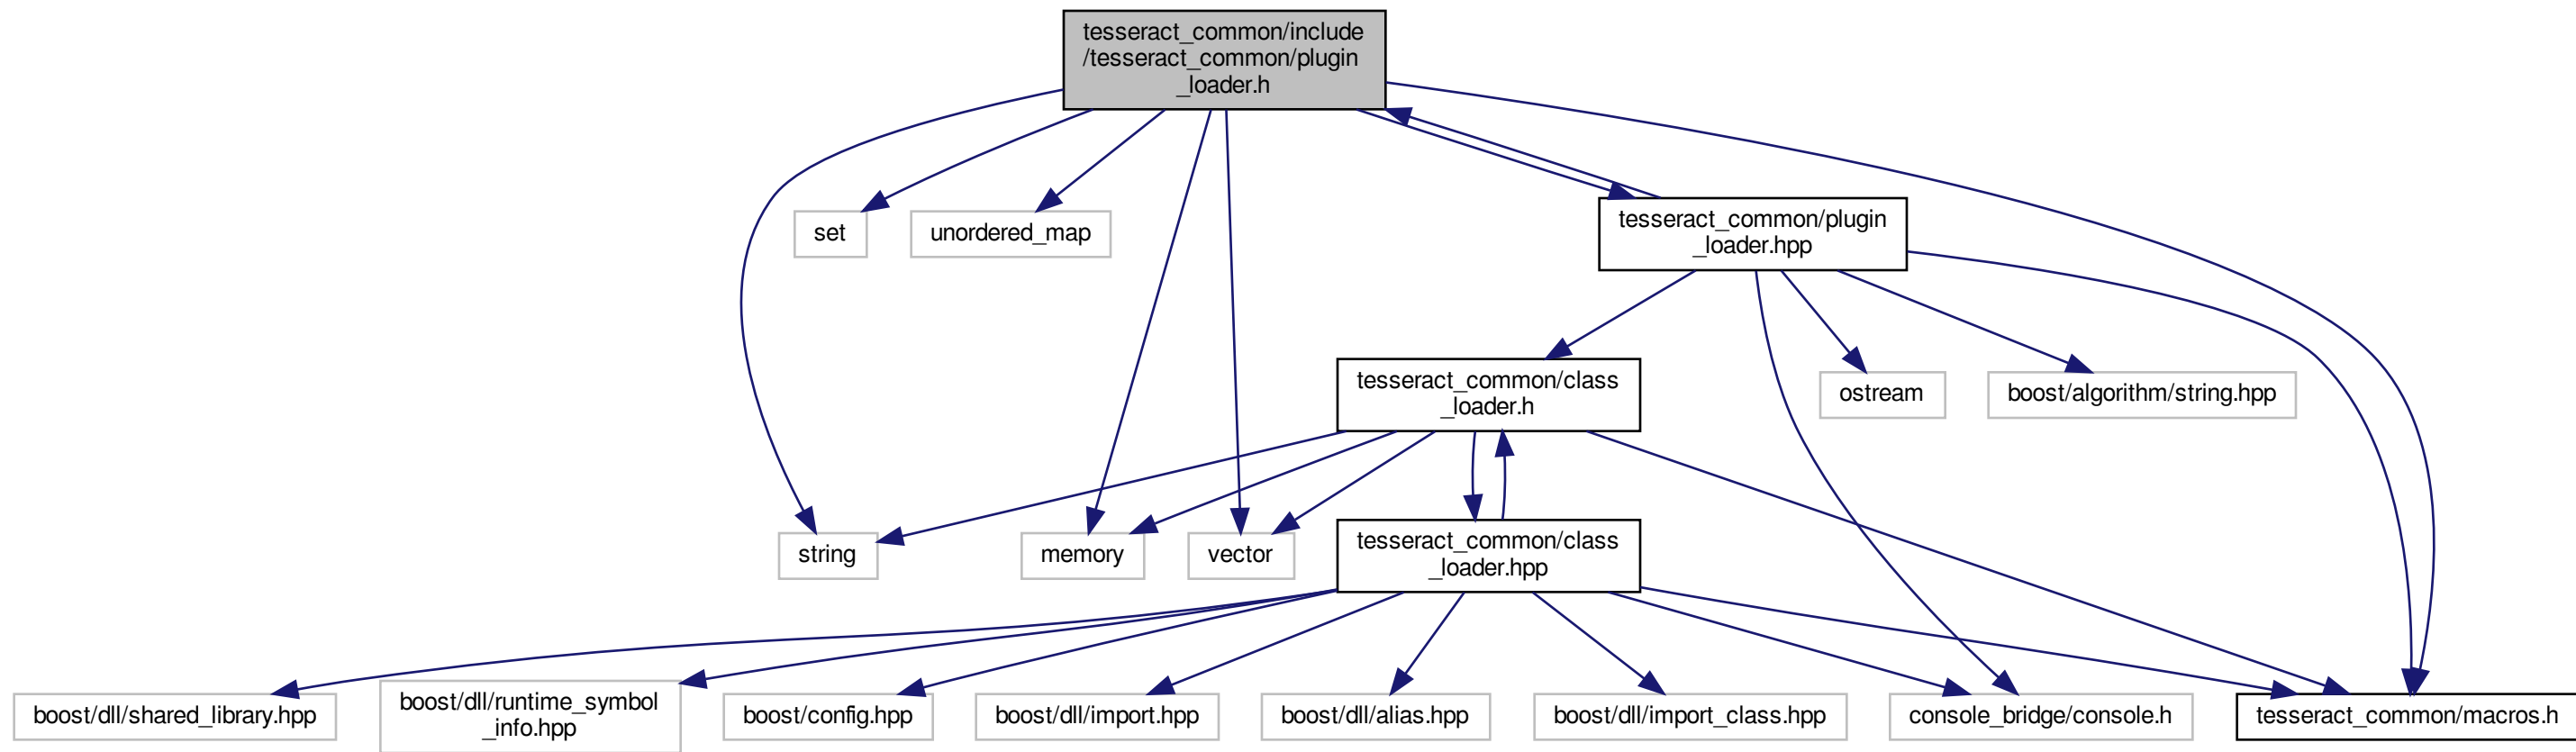 tesseract_common/include
/tesseract_common/plugin
_loader.h
set
unordered_map
tesseract_common/plugin
_loader.hpp
tesseract_common/class
_loader.h
ostream
boost/algorithm/string.hpp
string
memory
vector
tesseract_common/class
_loader.hpp
boost/dll/shared_library.hpp
boost/dll/runtime_symbol
_info.hpp
boost/config.hpp
boost/dll/import.hpp
boost/dll/alias.hpp
boost/dll/import_class.hpp
console_bridge/console.h
tesseract_common/macros.h